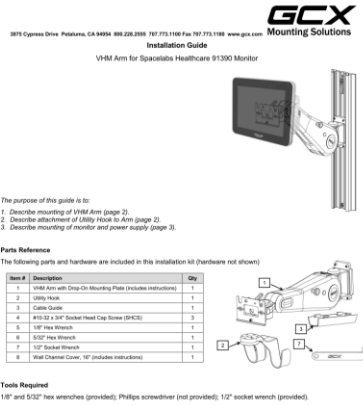 GCX
Mounting Solutions
3875 Cypress Drive Petaluma, CA 94954 800.228.2555 707.773.1100 Fax 707.773.1180 www.gcx.com
Installation Guide
VHM Arm for Spacelabs Healthcare 91390 Monitor
The purpose of this guide is to:
1. Describe mounting of VHM Arm (page 2).
2. Describe attachment of Utility Hook to Arm (page 2).
3. Describe mounting of monitor and power supply (page 3).
Parts Reference
The following parts and hardware are included in this installation kit (hardware not shown)
Item # Description Qty
1 VHM Arm with Drop-On Mounting Plate (includes instructions) 1
2 Utility Hook 1
3 Cable Guide 1
4 #10-32 x 3/4" Socket Head Cap Screw (SHCS) 3
5 1/8" Hex Wrench 1
6 5/32" Hex Wrench 1
7 1/2" Socket Wrench 1
8 Wall Channel Cover, 16" (includes instructions) 1
1
3
2
7
GCX
Tools Required
1/8" and 5/32" hex wrenches (provided); Phillips screwdriver (not provided); 1/2" socket wrench (provided).